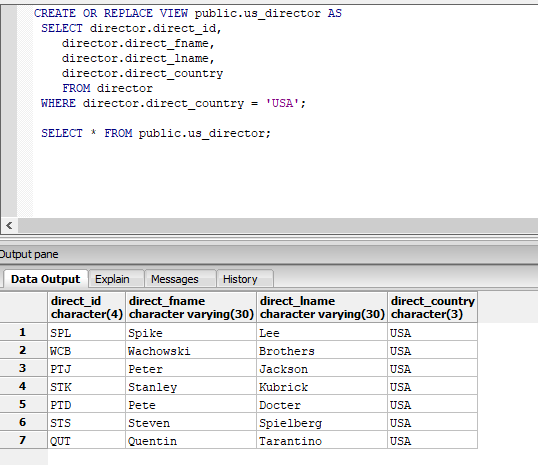 CREATE OR REPLACE VIEW public.us_director AS
SELECT director.direct_id,
director.direct_fname,
director.direct_lname,
director.direct_country
FROM director
WHERE director.direct_country = 'USA';
SELECT * FROM public.us_director;
Output pane
Data Output Explain Messages History
direct_id direct_fname direct_lname direct_country
character(4) character varying(30) character varying(30) character(3)
1 SPL Spike Lee USA
2 WCB Wachowski Brothers USA
3 PTJ Peter Jackson USA
4 STK Stanley Kubrick USA
5 PTD Pete Docter USA
6 STS Steven Spielberg USA
7 QUT Quentin Tarantino USA